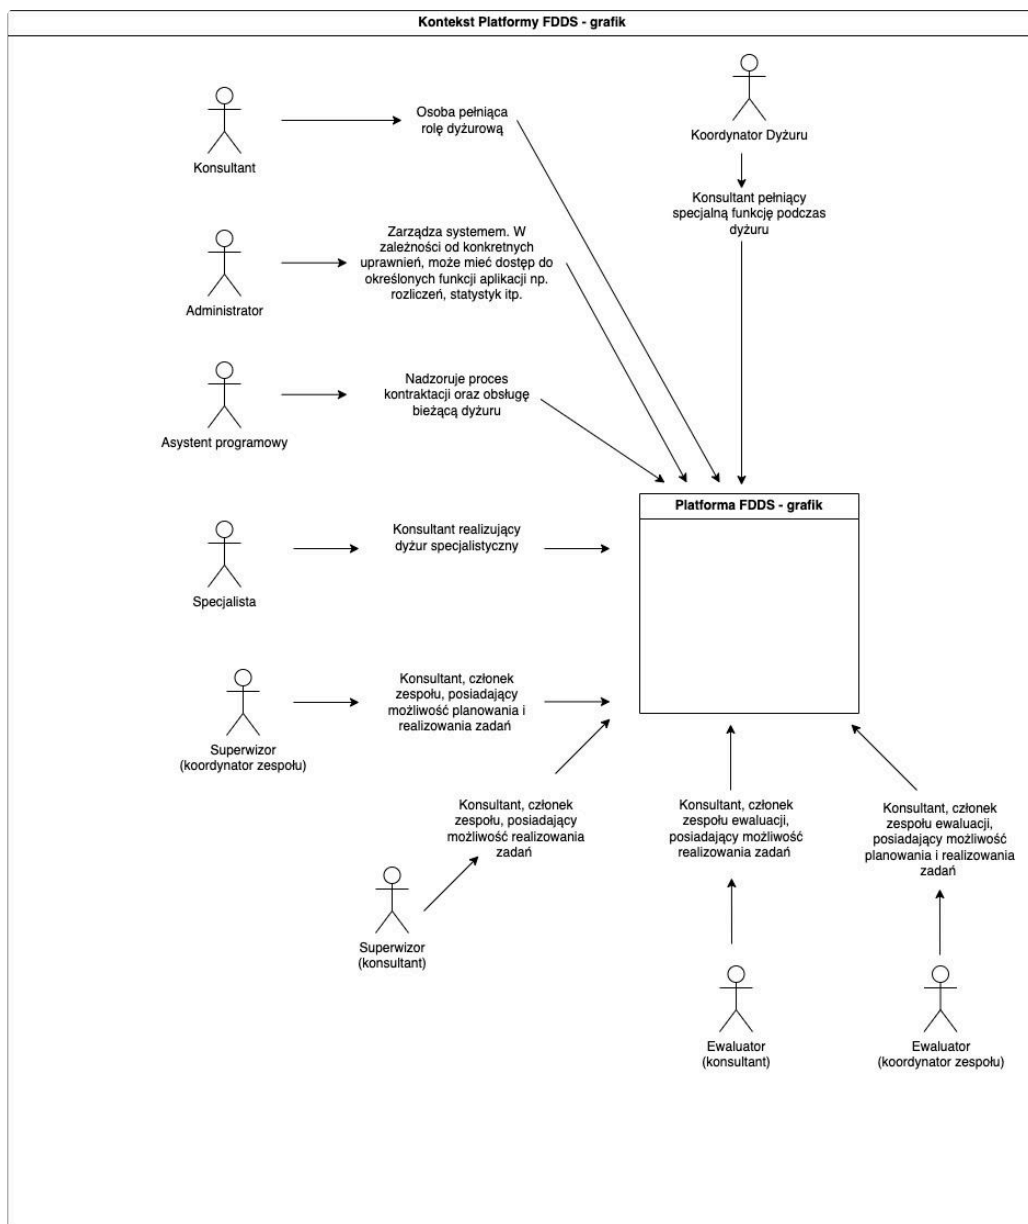 Kontekst Platformy FDDS - grafik
Konsultant
Osoba pełniąca
rolę dyżurową
Koordynator Dyżuru
Konsultant pełniący
specjalną funkcję podczas
dyżuru
Administrator
Zarządza systemem. W
zależności od konkretnych
uprawnień, może mieć dostęp do
określonych funkcji aplikacji np.
rozliczeń, statystyk itp.
Asystent programowy
Nadzoruje proces
kontraktacji oraz obsługę
bieżącą dyżuru
Platforma FDDS - grafik
Specjalista
Konsultant realizujący
dyżur specjalistyczny
Superwizor
(koordynator zespołu)
Konsultant, członek
zespołu, posiadający
możliwość planowania i
realizowania zadań
Konsultant, członek
zespołu, posiadający
możliwość realizowania
zadań
Superwizor
(konsultant)
Konsultant, członek
zespołu ewaluacji,
posiadający możliwość
realizowania zadań
Ewaluator
(konsultant)
Konsultant, członek
zespołu ewaluacji,
posiadający możliwość
planowania i realizowania
zadań
Ewaluator
(koordynator zespołu)